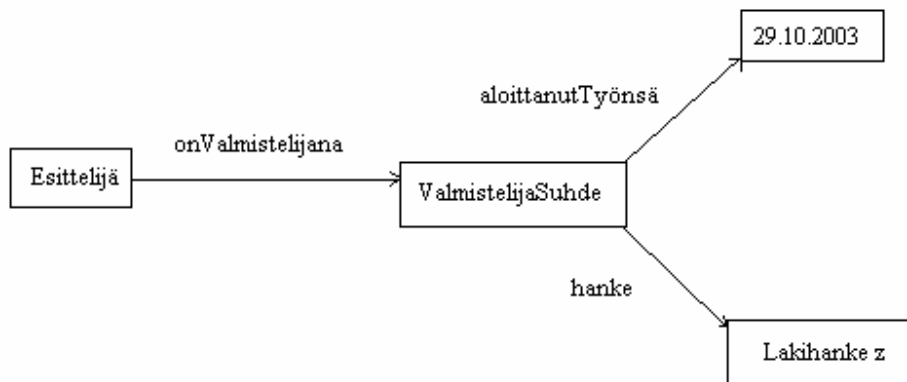 29.10.2003
aloittanutTyönsä
onValmistelijana
Esittelijä
ValmistelijaSuhde
hanke
Lakihanke z